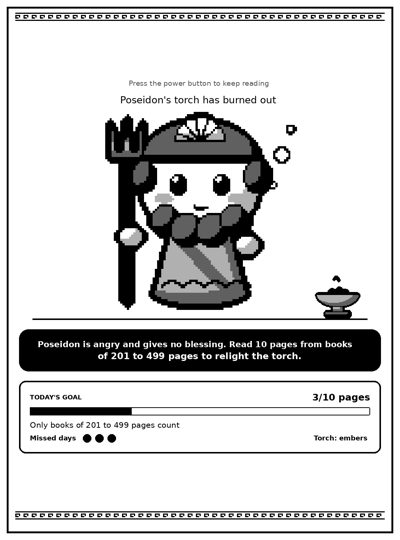 Press the power button to keep reading
Poseidon's torch has burned out
Poseidon is angry and gives no blessing. Read 10 pages from books
of 201 to 499 pages to relight the torch.
TODAY'S GOAL
3/10 pages
Only books of 201 to 499 pages count
Missed days
Torch: embers